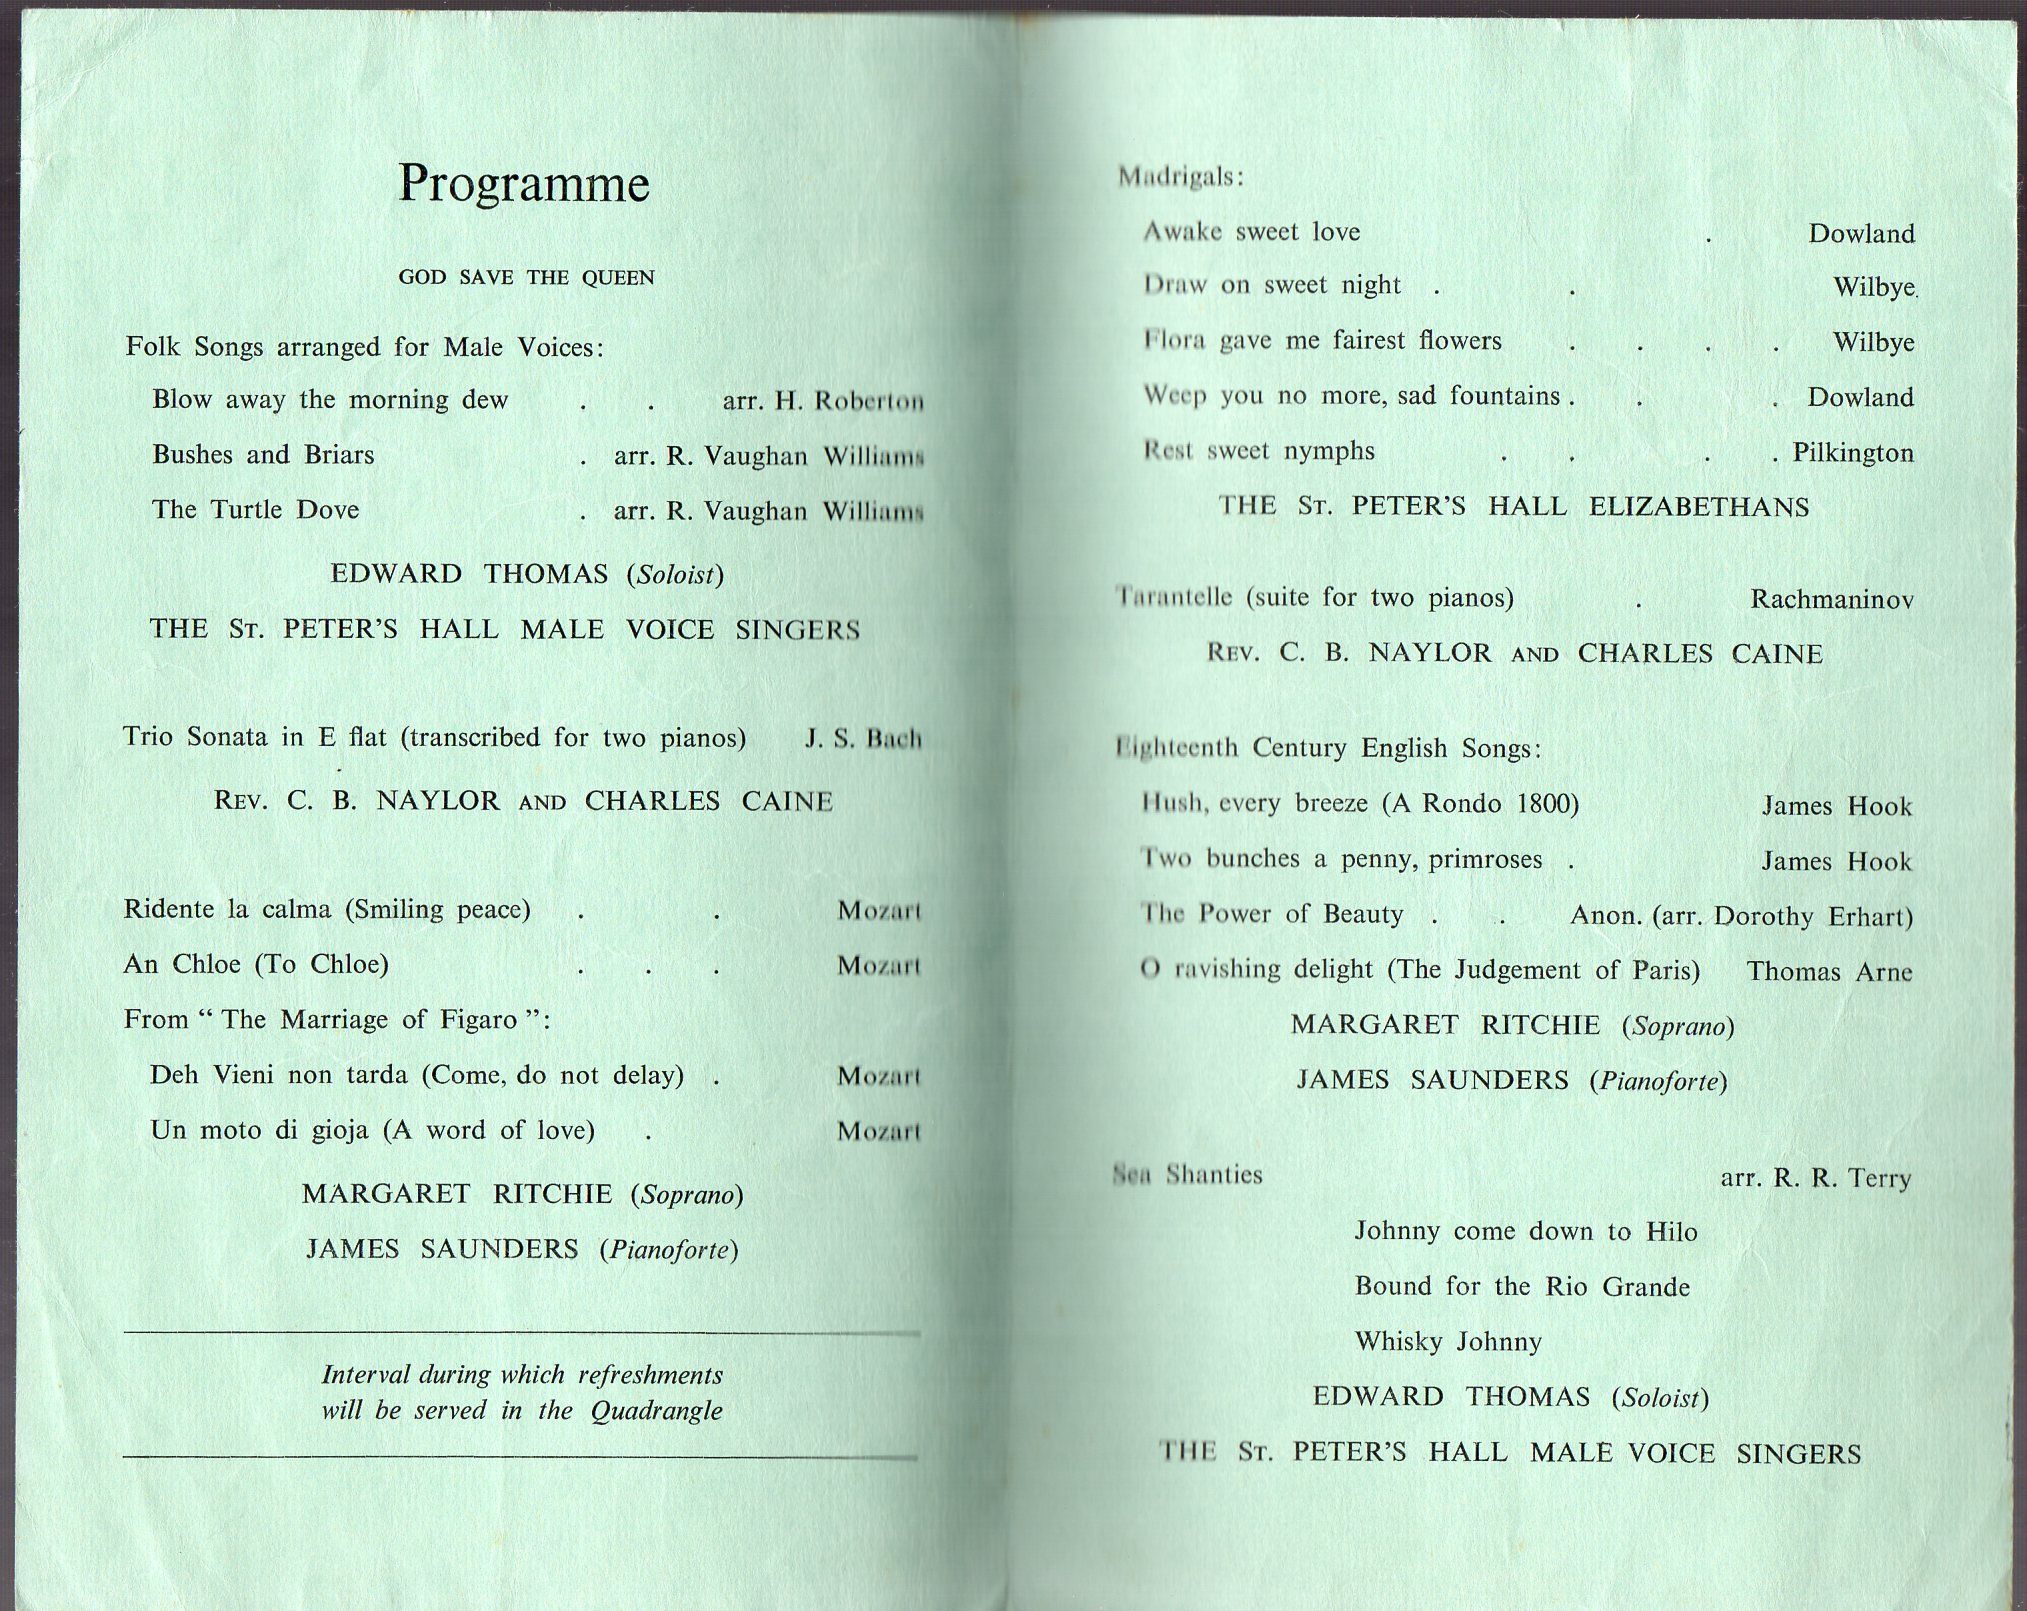 Programme
GOD SAVE THE QUEEN
Folk Songs arranged for Male Voices:
Blow away the morning dew . . arr. H. Roberton
Bushes and Briars . arr. R. Vaughan Williams
The Turtle Dove . arr. R. Vaughan Williams
EDWARD THOMAS (Soloist)
THE ST. PETER'S HALL MALE VOICE SINGERS
Trio Sonata in E flat (transcribed for two pianos) J. S. Bach
REV. C. B. NAYLOR AND CHARLES CAINE
Ridente la calma (Smiling peace) . . Mozart
An Chloe (To Chloe) . . . Mozart
From “ The Marriage of Figaro ”:
Deh Vieni non tarda (Come, do not delay) . Mozart
Un moto di gioja (A word of love) . Mozart
MARGARET RITCHIE (Soprano)
JAMES SAUNDERS (Pianoforte)
Interval during which refreshments
will be served in the Quadrangle
Madrigals:
Awake sweet love . Dowland
Draw on sweet night . . Wilbye.
Flora gave me fairest flowers . . . . Wilbye
Weep you no more, sad fountains . . . Dowland
Rest sweet nymphs . . . . Pilkington
THE ST. PETER'S HALL ELIZABETHANS
Tarantelle (suite for two pianos) . Rachmaninov
REV. C. B. NAYLOR AND CHARLES CAINE
Eighteenth Century English Songs:
Hush, every breeze (A Rondo 1800) James Hook
Two bunches a penny, primroses . James Hook
The Power of Beauty . . Anon. (arr. Dorothy Erhart)
O ravishing delight (The Judgement of Paris) Thomas Arne
MARGARET RITCHIE (Soprano)
JAMES SAUNDERS (Pianoforte)
Sea Shanties arr. R. R. Terry
Johnny come down to Hilo
Bound for the Rio Grande
Whisky Johnny
EDWARD THOMAS (Soloist)
THE ST. PETER'S HALL MALE VOICE SINGERS